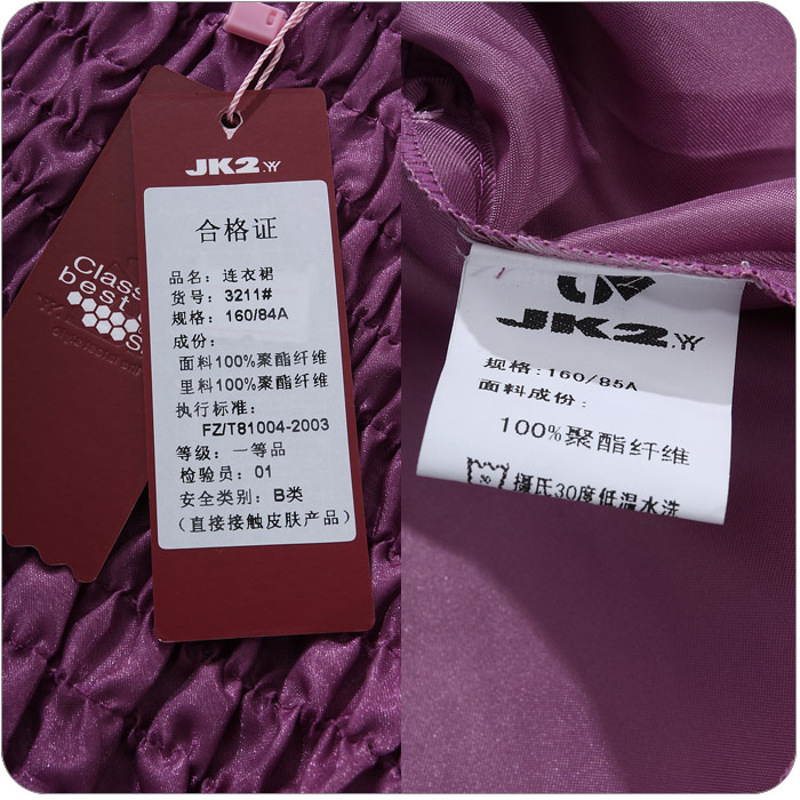 JK2.YY
合格证
品名：连衣裙
货号：3211#
规格：160/84A
成份：
面料100%聚酯纤维
里料100%聚酯纤维
执行标准：
FZ/T81004-2003
等级：一等品
检验员：01
安全类别：B类
（直接接触皮肤产品）
Class
best
JK2.YY
规格:160/85A
面料成份:
100%聚酯纤维
30
摄氏30度低温水洗